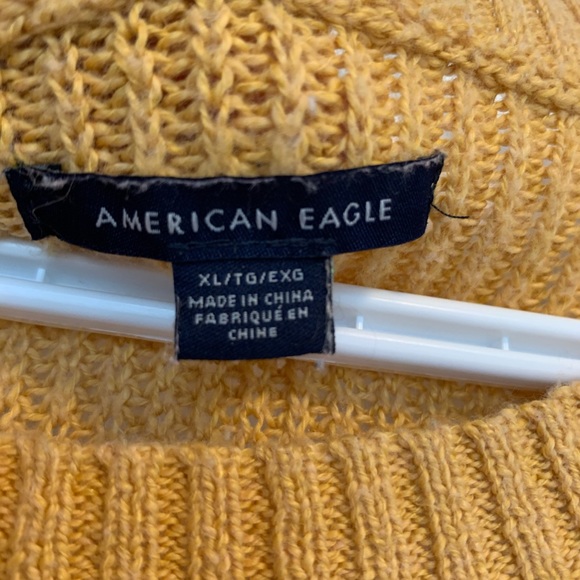 AMERICAN EAGLE
XL/TG/EXG
MADE IN CHINA
FABRIQUÉ EN
CHINE